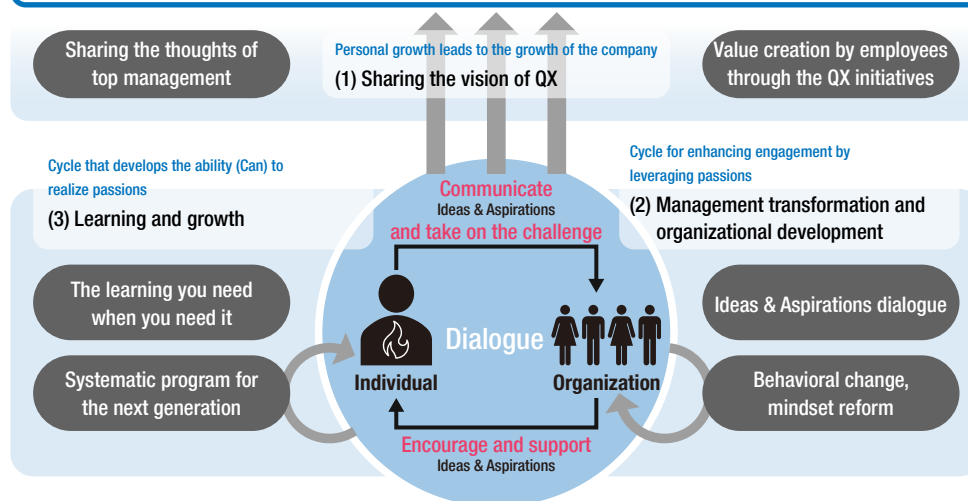 Sharing the thoughts of
top management
Personal growth leads to the growth of the company
(1) Sharing the vision of QX
Value creation by employees
through the QX initiatives
Cycle that develops the ability (Can) to
realize passions
(3) Learning and growth
Cycle for enhancing engagement by
leveraging passions
(2) Management transformation and
organizational development
Communicate
Ideas & Aspirations
and take on the challenge
The learning you need
when you need it
Systematic program for
the next generation
Dialogue
Individual
Organization
Encourage and support
Ideas & Aspirations
Ideas & Aspirations dialogue
Behavioral change,
mindset reform